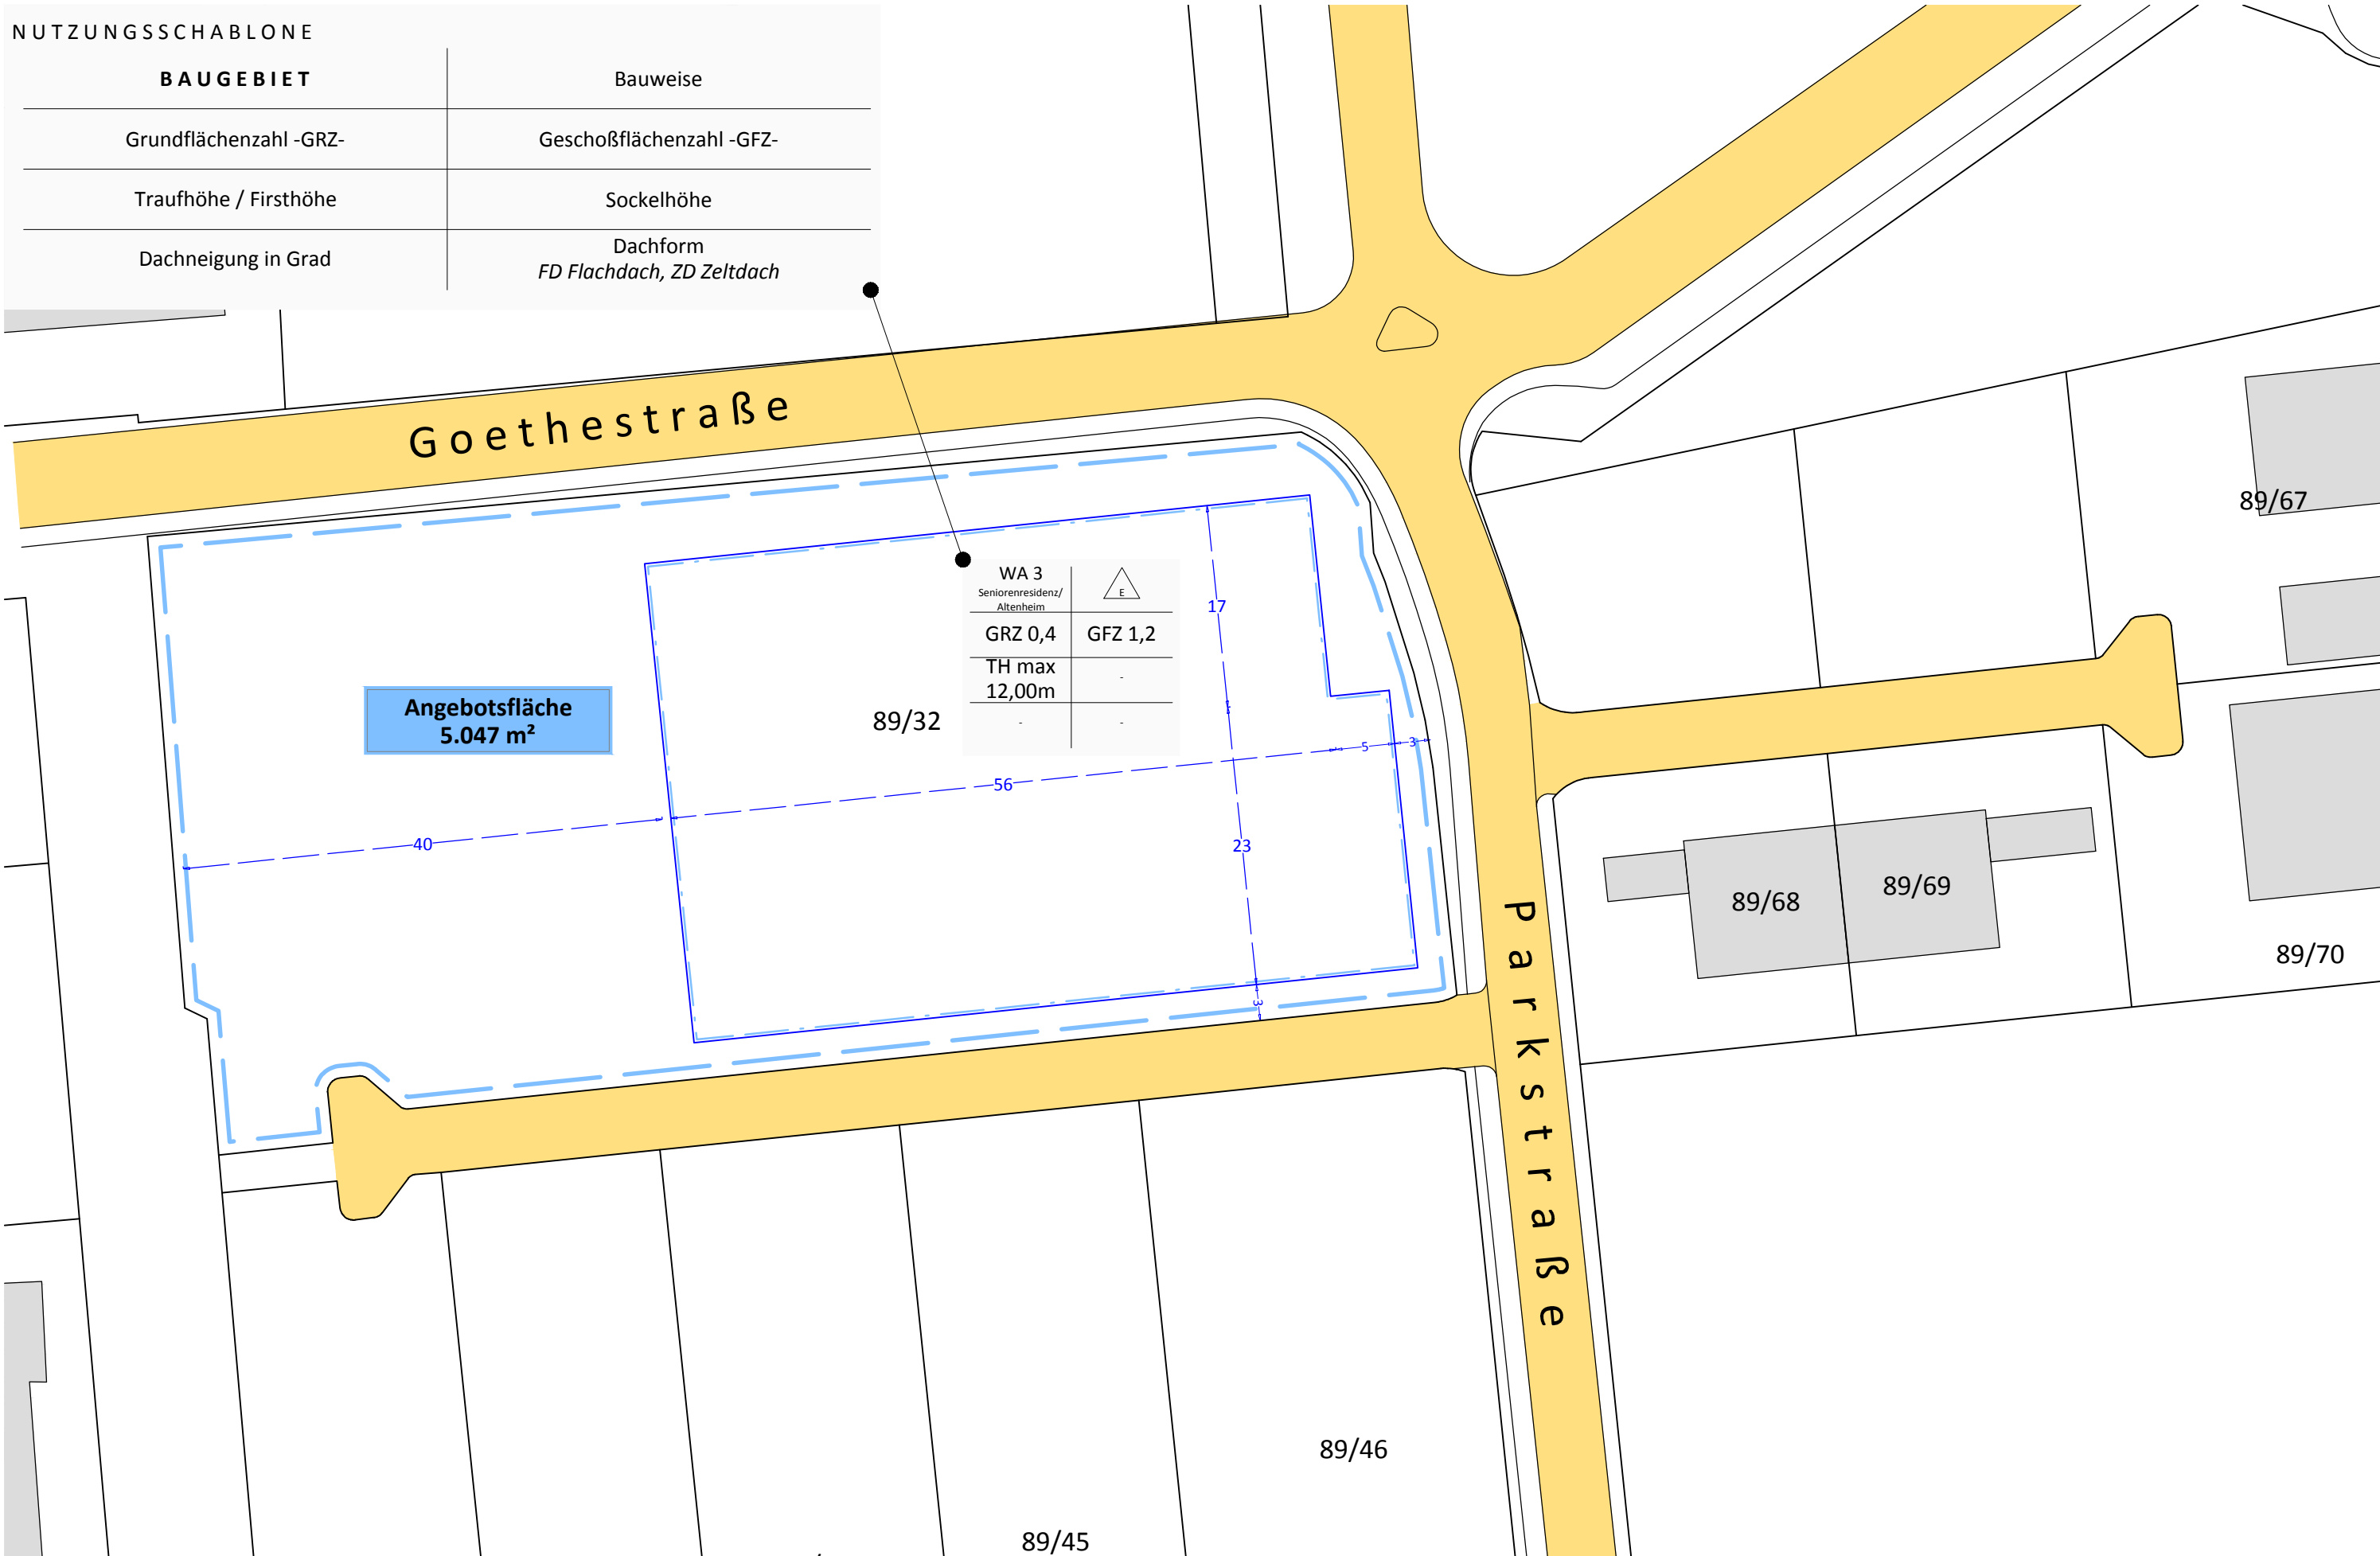 NUTZUNGSSCHABLONE
BAUGEBIET
Bauweise
Grundflächenzahl -GRZ-
Geschoßflächenzahl -GFZ-
Traufhöhe / Firsthöhe
Sockelhöhe
Dachneigung in Grad
Dachform
FD Flachdach, ZD Zeltdach
Goethestraße
89/67
WA 3
Seniorenresidenz/
Altenheim
E
17
GRZ 0,4
GFZ 1,2
TH max
12,00m
-
-
-
Angebotsfläche
5.047 m²
89/32
5
3
56
40
23
3
89/68
89/69
89/70
Parkstraße
89/46
89/45